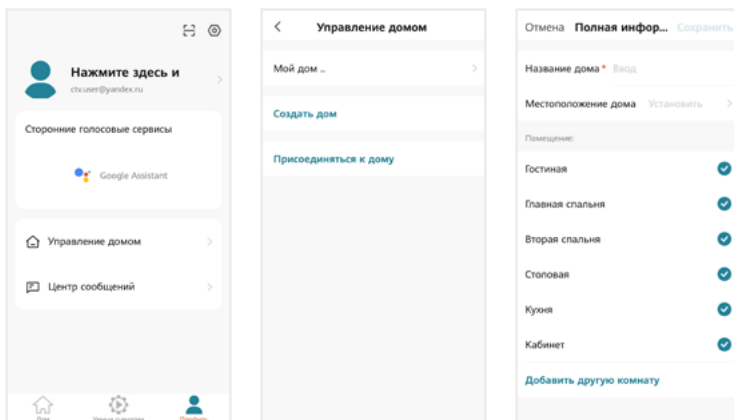 Нажмите здесь и
ctv.user@yandex.ru
Сторонние голосовые сервисы
Google Assistant
Управление домом
Центр сообщений
Дом
Умные сценарии
Профиль
Управление домом
Мой дом ..
Создать дом
Присоединяться к дому
Отмена Полная инфор... Сохранить
Название дома * Ввод
Местоположение дома Установить
Помещение:
Гостиная
Главная спальня
Вторая спальня
Столовая
Кухня
Кабинет
Добавить другую комнату